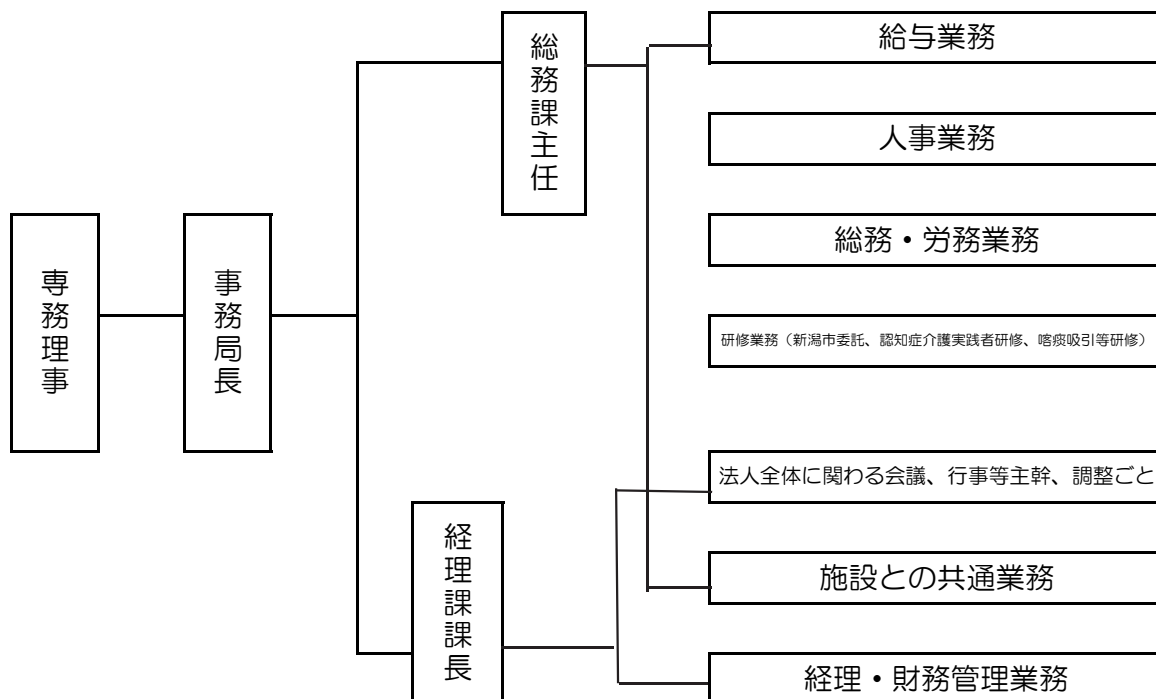 専務理事
事務局長
総務課主任
経理課課長
給与業務
人事業務
総務・労務業務
研修業務（新潟市委託、認知症介護実践者研修、喀痰吸引等研修）
法人全体に関わる会議、行事等主幹、調整ごと
施設との共通業務
経理・財務管理業務